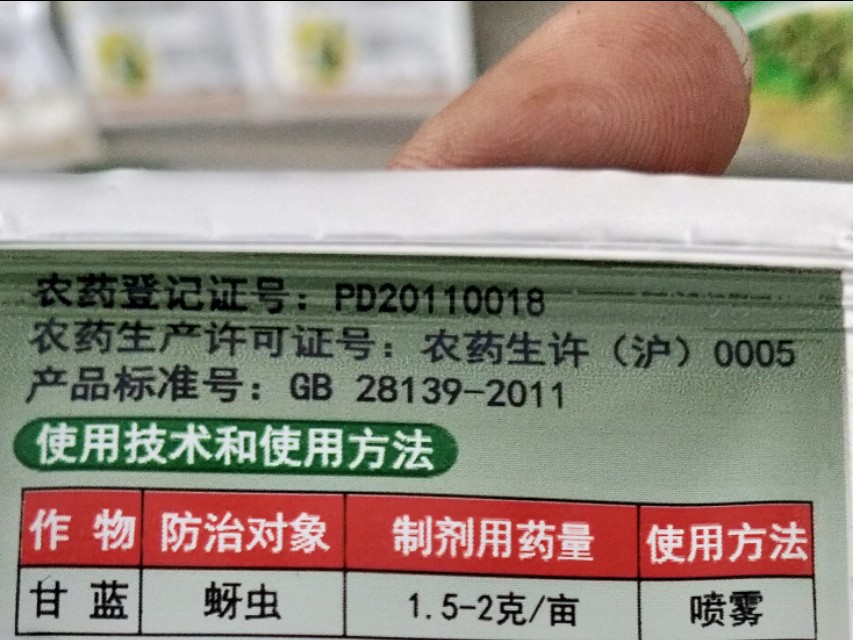 农药登记证号：PD20110018
农药生产许可证号：农药生许（沪）0005
产品标准号：GB 28139-2011
使用技术和使用方法
作 物 防治对象 制剂用药量 使用方法
甘 蓝 蚜虫 1.5-2克/亩 喷雾